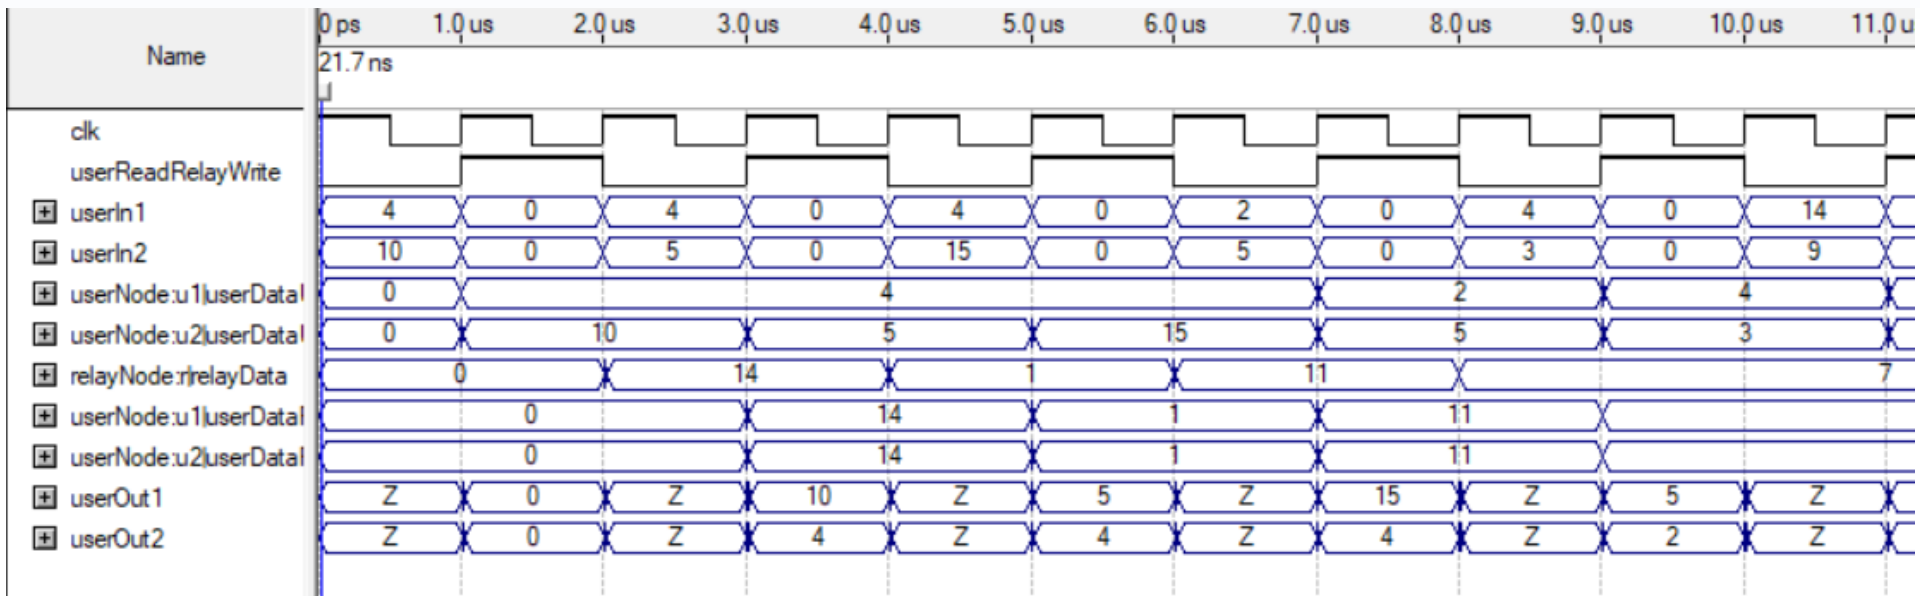 0 ps 1.0 us 2.0 us 3.0 us 4.0 us 5.0 us 6.0 us 7.0 us 8.0 us 9.0 us 10.0 us 11.0 u
Name
21.7 ns
clk
userReadRelayWrite
userIn1 4 0 4 0 4 0 2 0 4 0 14
userIn2 10 0 5 0 15 0 5 0 3 0 9
userNode:u1|userData 0 4 2 4
userNode:u2|userData 0 10 5 15 5 3
relayNode:r|relayData 0 14 1 11 7
userNode:u1|userData 0 14 1 11
userNode:u2|userData 0 14 1 11
userOut1 Z 0 Z 10 Z 5 Z 15 Z 5 Z
userOut2 Z 0 Z 4 Z 4 Z 4 Z 2 Z